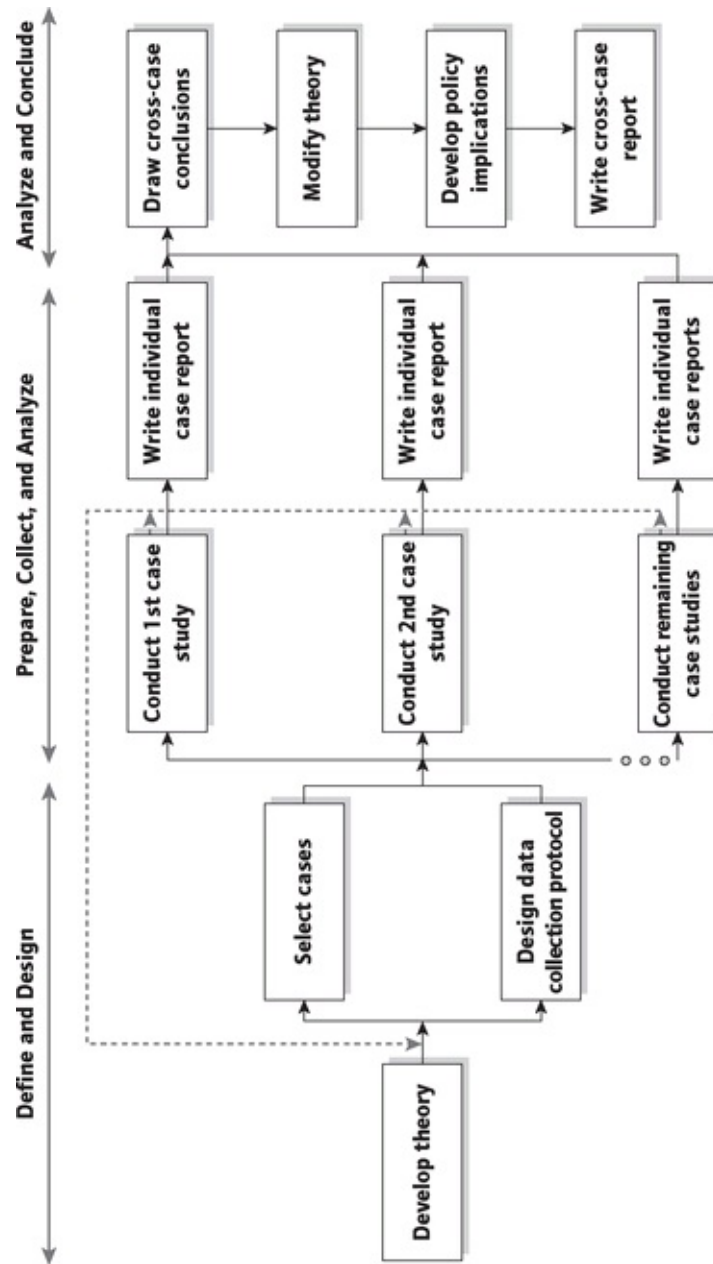 Define and Design
Prepare, Collect, and Analyze
Analyze and Conclude
Develop theory
Select cases
Design data
collection protocol
Conduct 1st case
study
Conduct 2nd case
study
Conduct remaining
case studies
Write individual
case report
Write individual
case report
Write individual
case reports
Draw cross-case
conclusions
Modify theory
Develop policy
implications
Write cross-case
report